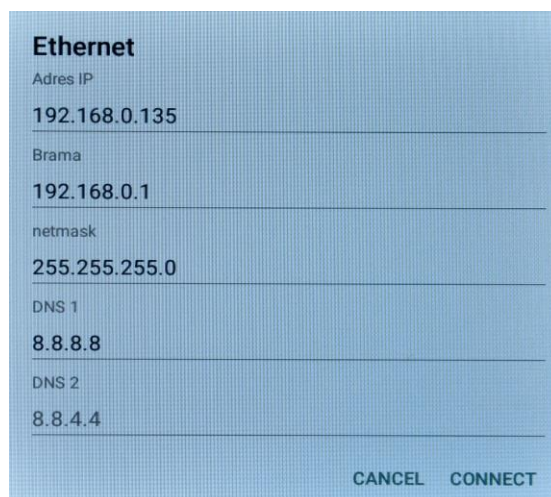 Ethernet
Adres IP
192.168.0.135
Brama
192.168.0.1
netmask
255.255.255.0
DNS 1
8.8.8.8
DNS 2
8.8.4.4
CANCEL CONNECT